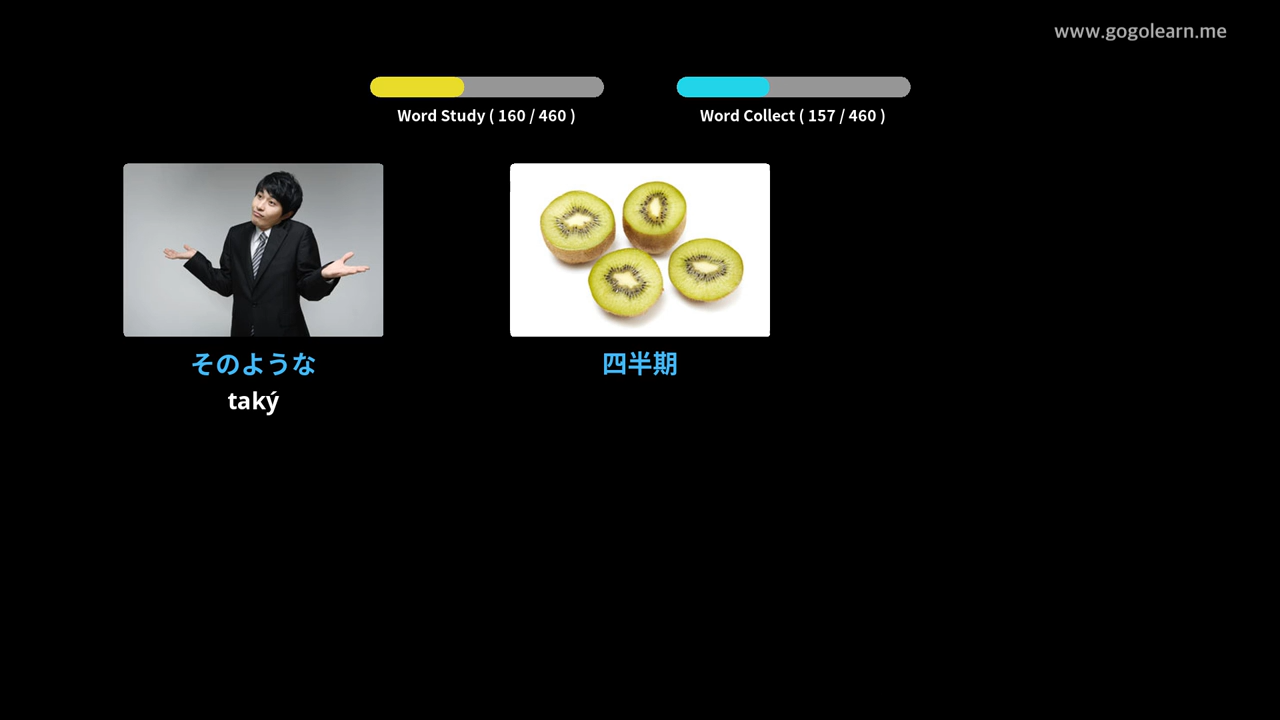 www.gogolearn.me
Word Study ( 160 / 460 )
Word Collect ( 157 / 460 )
そのような
taký
四半期